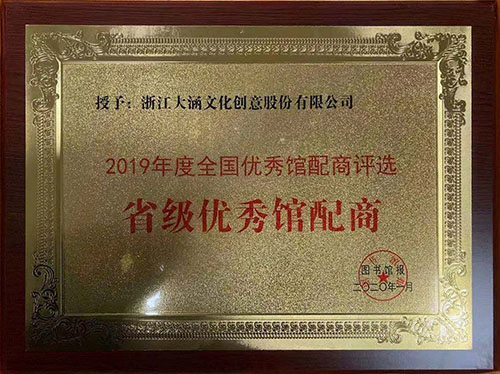 授予：浙江大涵文化创意股份有限公司
2019年度全国优秀馆配商评选
省级优秀馆配商
图书馆报
二〇二〇年一月